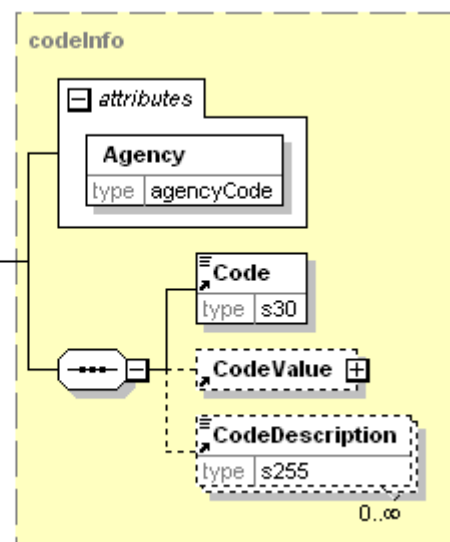 codeInfo
attributes
Agency
type agencyCode
Code
type s30
CodeValue
CodeDescription
type s255
0..∞